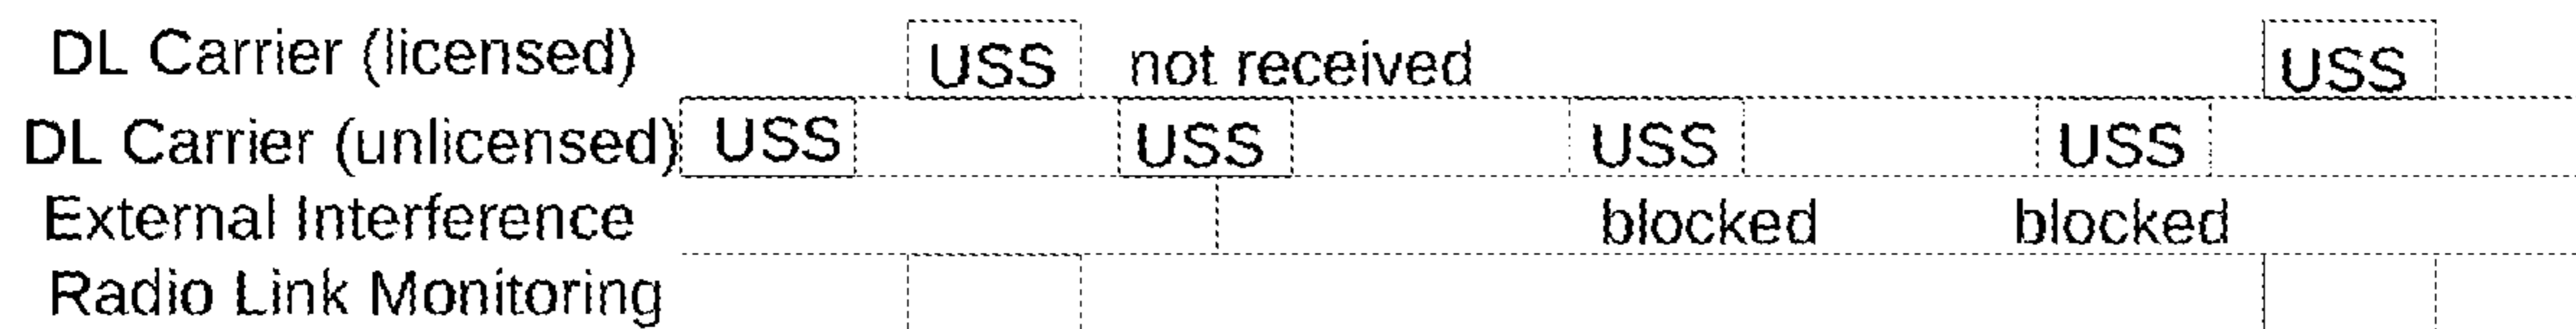 DL Carrier (licensed) USS not received USS
DL Carrier (unlicensed) USS USS USS USS
External Interference blocked blocked
Radio Link Monitoring